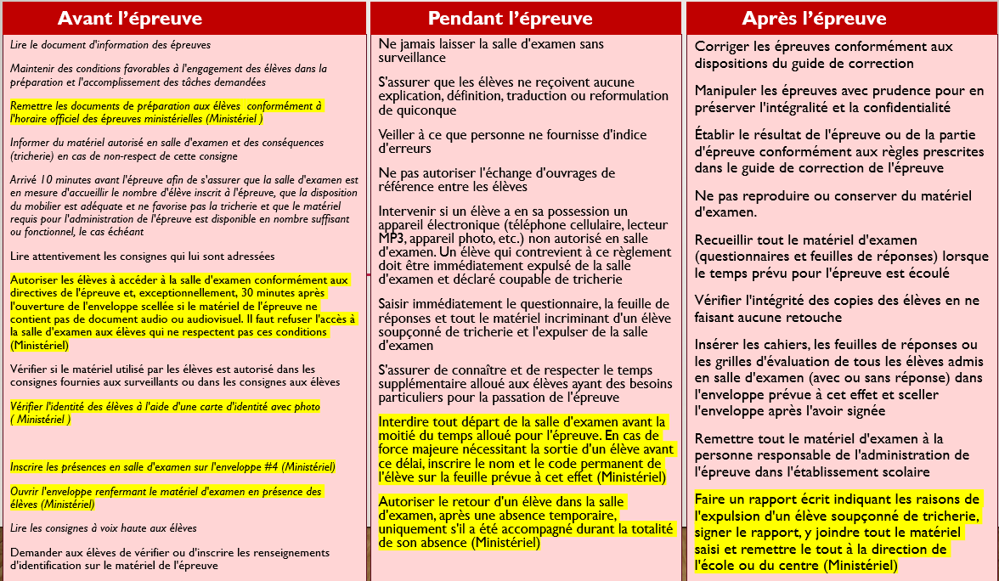 Avant l'épreuve
Lire le document d'information des épreuves
Maintenir des conditions favorables à l'engagement des élèves dans la
préparation et l'accomplissement des tâches demandées
Remettre les documents de préparation aux élèves  conformément à
l'horaire officiel des épreuves ministérielles (Ministériel )
Informer du matériel autorisé en salle d'examen et des conséquences
(tricherie) en cas de non-respect de cette consigne
Arrivé 10 minutes avant l'épreuve afin de s'assurer que la salle d'examen est
en mesure d'accueillir le nombre d'élève inscrit à l'épreuve, que la disposition
du mobilier est adéquate et ne favorise pas la tricherie et que le matériel
requis pour l'administration de l'épreuve est disponible en nombre suffisant
ou fonctionnel, le cas échéant
Lire attentivement les consignes qui lui sont adressées
Autoriser les élèves à accéder à la salle d'examen conformément aux
directives de l'épreuve et, exceptionnellement, 30 minutes après
l'ouverture de l'enveloppe scellée si le matériel de l'épreuve ne
contient pas de document audio ou audiovisuel. Il faut refuser l'accès à
la salle d'examen aux élèves qui ne respectent pas ces conditions
(Ministériel)
Vérifier si le matériel utilisé par les élèves est autorisé dans les
consignes fournies aux surveillants ou dans les consignes aux élèves
Vérifier l'identité des élèves à l'aide d'une carte d'identité avec photo
( Ministériel )
Inscrire les présences en salle d'examen sur l'enveloppe #4 (Ministériel)
Ouvrir l'enveloppe renfermant le matériel d'examen en présence des
élèves (Ministériel)
Lire les consignes à voix haute aux élèves
Demander aux élèves de vérifier ou d'inscrire les renseignements
d'identification sur le matériel de l'épreuve
Pendant l'épreuve
Ne jamais laisser la salle d'examen sans
surveillance
S'assurer que les élèves ne reçoivent aucune
explication, définition, traduction ou reformulation
de quiconque
Veiller à ce que personne ne fournisse d'indice
d'erreurs
Ne pas autoriser l'échange d'ouvrages de
référence entre les élèves
Intervenir si un élève a en sa possession un
appareil électronique (téléphone cellulaire, lecteur
MP3, appareil photo, etc.) non autorisé en salle
d'examen. Un élève qui contrevient à ce règlement
doit être immédiatement expulsé de la salle
d'examen et déclaré coupable de tricherie
Saisir immédiatement le questionnaire, la feuille de
réponses et tout le matériel incriminant d'un élève
soupçonné de tricherie et l'expulser de la salle
d'examen
S'assurer de connaître et de respecter le temps
supplémentaire alloué aux élèves ayant des besoins
particuliers pour la passation de l'épreuve
Interdire tout départ de la salle d'examen avant la
moitié du temps alloué pour l'épreuve. En cas de
force majeure nécessitant la sortie d'un élève avant
ce délai, inscrire le nom et le code permanent de
l'élève sur la feuille prévue à cet effet (Ministériel)
Autoriser le retour d'un élève dans la salle
d'examen, après une absence temporaire,
uniquement s'il a été accompagné durant la totalité
de son absence (Ministériel)
Après l'épreuve
Corriger les épreuves conformément aux
dispositions du guide de correction
Manipuler les épreuves avec prudence pour en
préserver l'intégralité et la confidentialité
Établir le résultat de l'épreuve ou de la partie
d'épreuve conformément aux règles prescrites
dans le guide de correction de l'épreuve
Ne pas reproduire ou conserver du matériel
d'examen.
Recueillir tout le matériel d'examen
(questionnaires et feuilles de réponses) lorsque
le temps prévu pour l'épreuve est écoulé
Vérifier l'intégrité des copies des élèves en ne
faisant aucune retouche
Insérer les cahiers, les feuilles de réponses ou
les grilles d'évaluation de tous les élèves admis
en salle d'examen (avec ou sans réponse) dans
l'enveloppe prévue à cet effet et sceller
l'enveloppe après l'avoir signée
Remettre tout le matériel d'examen à la
personne responsable de l'administration de
l'épreuve dans l'établissement scolaire
Faire un rapport écrit indiquant les raisons de
l'expulsion d'un élève soupçonné de tricherie,
signer le rapport, y joindre tout le matériel
saisi et remettre le tout à la direction de
l'école ou du centre (Ministériel)